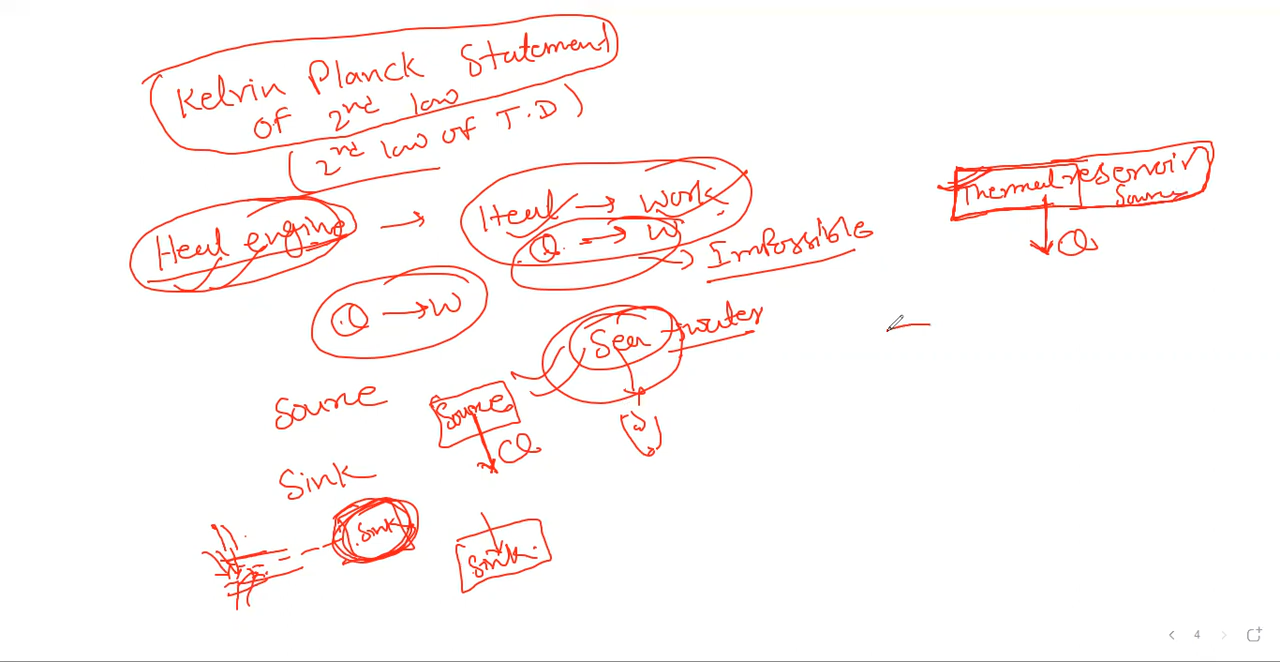 Kelvin Planck Statement
Of 2nd law
(2nd law of T.D)
Heat engine → Heat → Work
Q → W → Impossible
Q → W
Thermal reservoir
Source
Q
Sea water
Source
Source
Q
Sink
Sink
Sink
4